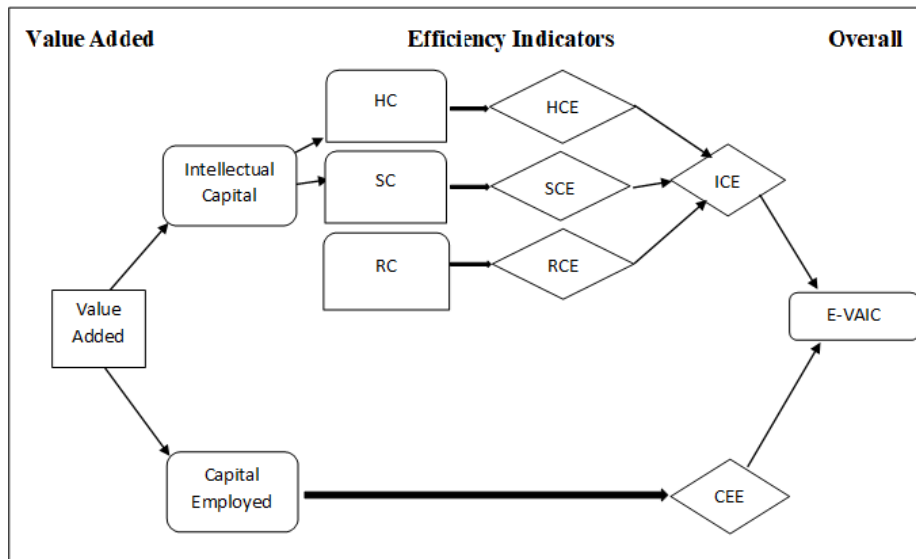 Value Added
Efficiency Indicators
Overall
HC
HCE
Intellectual
Capital
SC
SCE
ICE
RC
RCE
Value
Added
E-VAIC
Capital
Employed
CEE